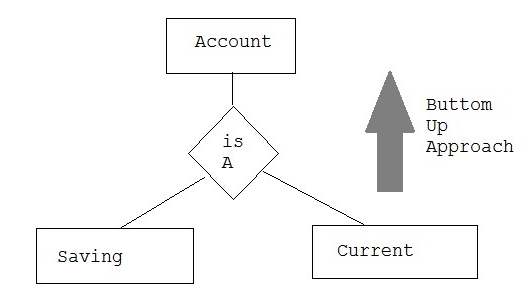 Account
is
A
Buttom
Up
Approach
Saving
Current